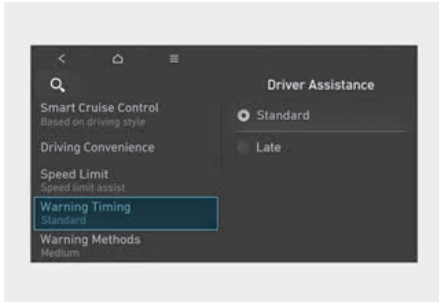 Driver Assistance
Smart Cruise Control
Based on driving style
Driving Convenience
Speed Limit
Speed limit assist
Warning Timing
Standard
Warning Methods
Medium
Standard
Late